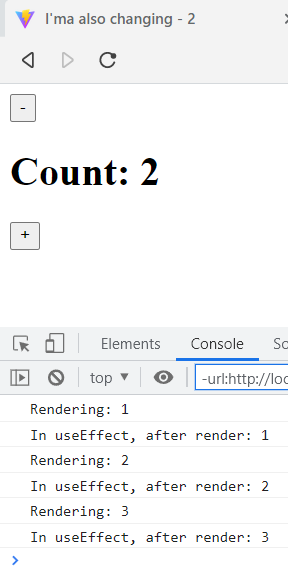 I'ma also changing - 2
-
Count: 2
+
Elements Console So
top -url:http://loc
Rendering: 1
In useEffect, after render: 1
Rendering: 2
In useEffect, after render: 2
Rendering: 3
In useEffect, after render: 3